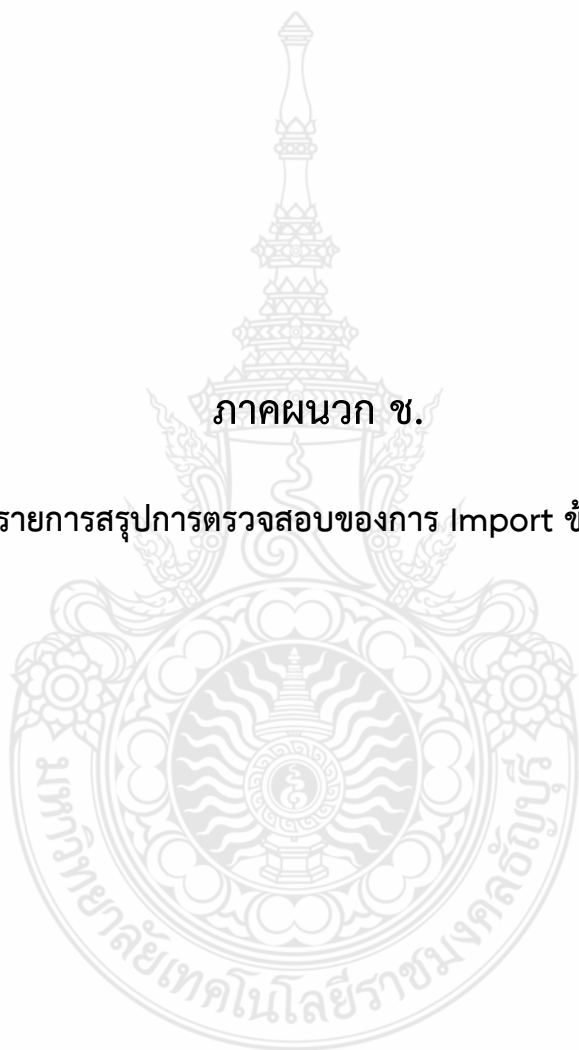 ภาคผนวก ช.
รายการสรุปการตรวจสอบของการ Import
มหาวิทยาลัยเทคโนโลยีราชมงคลธัญบุรี